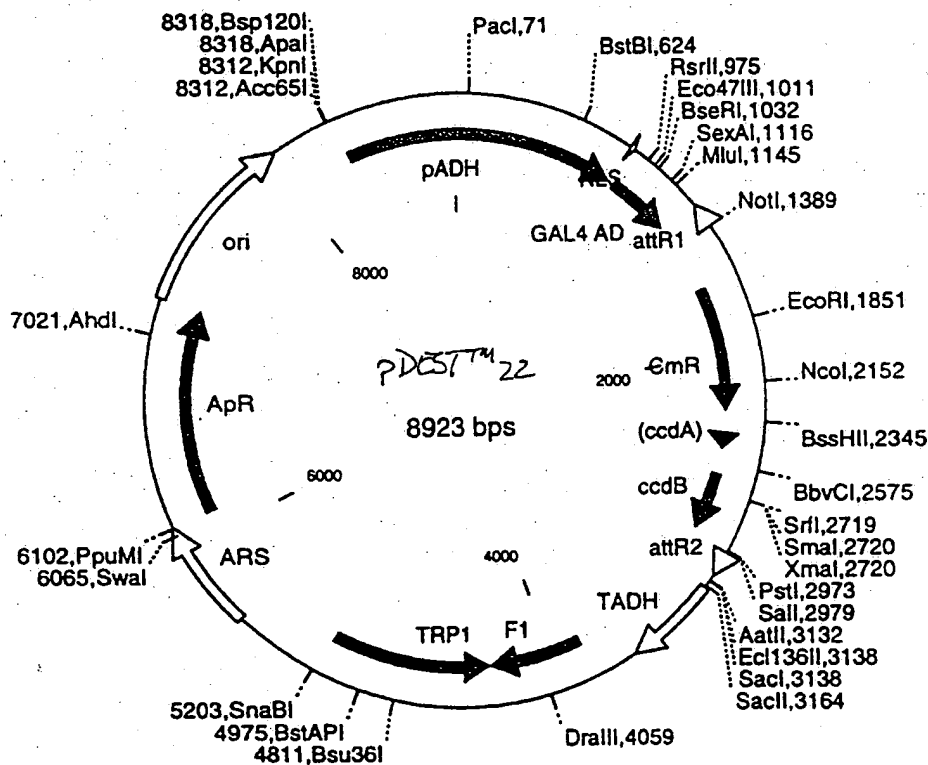 8318,Bsp120I
8318,ApaI
8312,KpnI
8312,Acc65I
PacI,71
BstBI,624
RsrII,975
Eco47III,1011
BseRI,1032
SexAI,1116
MluI,1145
NotI,1389
pADH
NLS
GAL4 AD
attR1
ori
8000
EcoRI,1851
7021,AhdI
pDEST™22
2000
CmR
NcoI,2152
ApR
8923 bps
(ccdA)
BssHII,2345
6000
ccdB
BbvCI,2575
SrfI,2719
SmaI,2720
XmaI,2720
attR2
6102,PpuMI
6065,SwaI
ARS
4000
PstI,2973
SalI,2979
TADH
AatII,3132
Ecl136II,3138
SacI,3138
SacII,3164
TRP1
F1
5203,SnaBI
4975,BstAPI
4811,Bsu36I
DraIII,4059